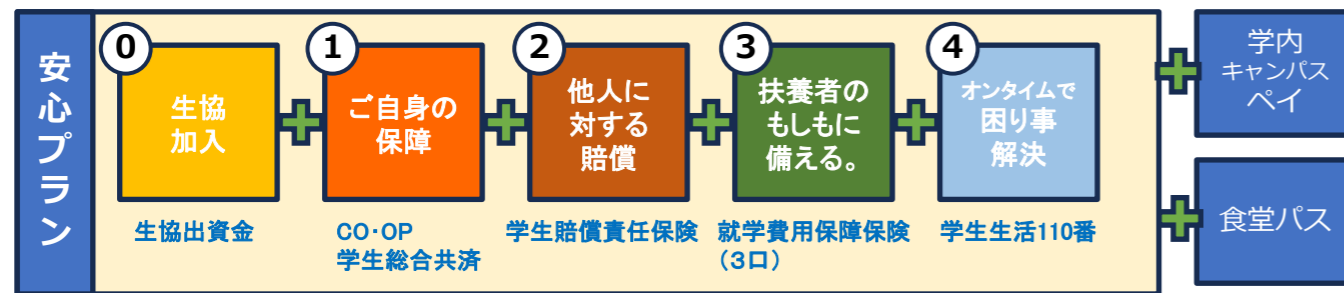 安心プラン
0
生協
加入
生協出資金
1
ご自身の
保障
CO・OP
学生総合共済
2
他人に
対する
賠償
学生賠償責任保険
3
扶養者の
もしもに
備える。
就学費用保障保険
（3口）
4
オンタイムで
困り事
解決
学生生活110番
学内
キャンパス
ペイ
食堂パス